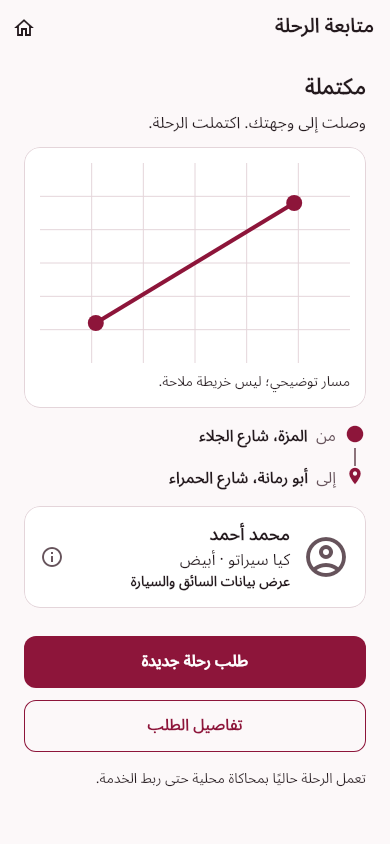 متابعة الرحلة
مكتملة
وصلت إلى وجهتك. اكتملت الرحلة.
مسار توضيحي؛ ليس خريطة ملاحة.
من المزة، شارع الجلاء
إلى أبو رمانة، شارع الحمراء
محمد أحمد
كيا سيراتو · أبيض
عرض بيانات السائق والسيارة
طلب رحلة جديدة
تفاصيل الطلب
تعمل الرحلة حاليًا بمحاكاة محلية حتى ربط الخدمة.